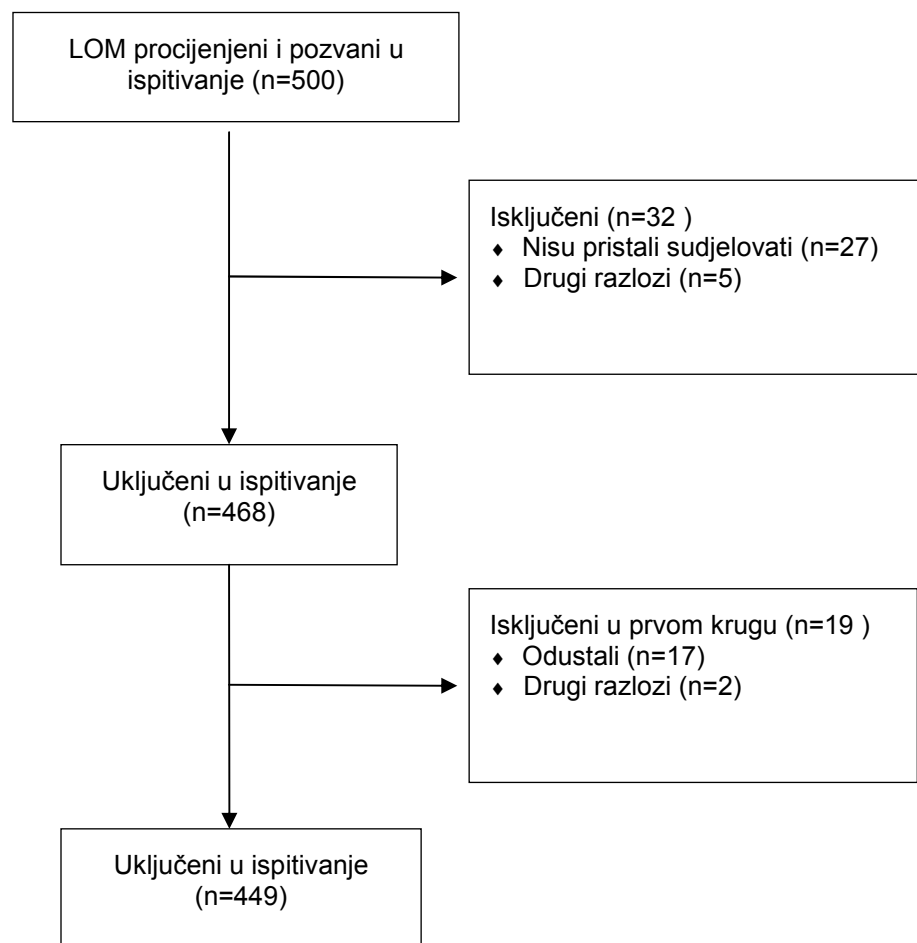 LOM procijenjeni i pozvani u
ispitivanje (n=500)
Isključeni (n=32 )
♦ Nisu pristali sudjelovati (n=27)
♦ Drugi razlozi (n=5)
Uključeni u ispitivanje
(n=468)
Isključeni u prvom krugu (n=19 )
♦ Odustali (n=17)
♦ Drugi razlozi (n=2)
Uključeni u ispitivanje
(n=449)